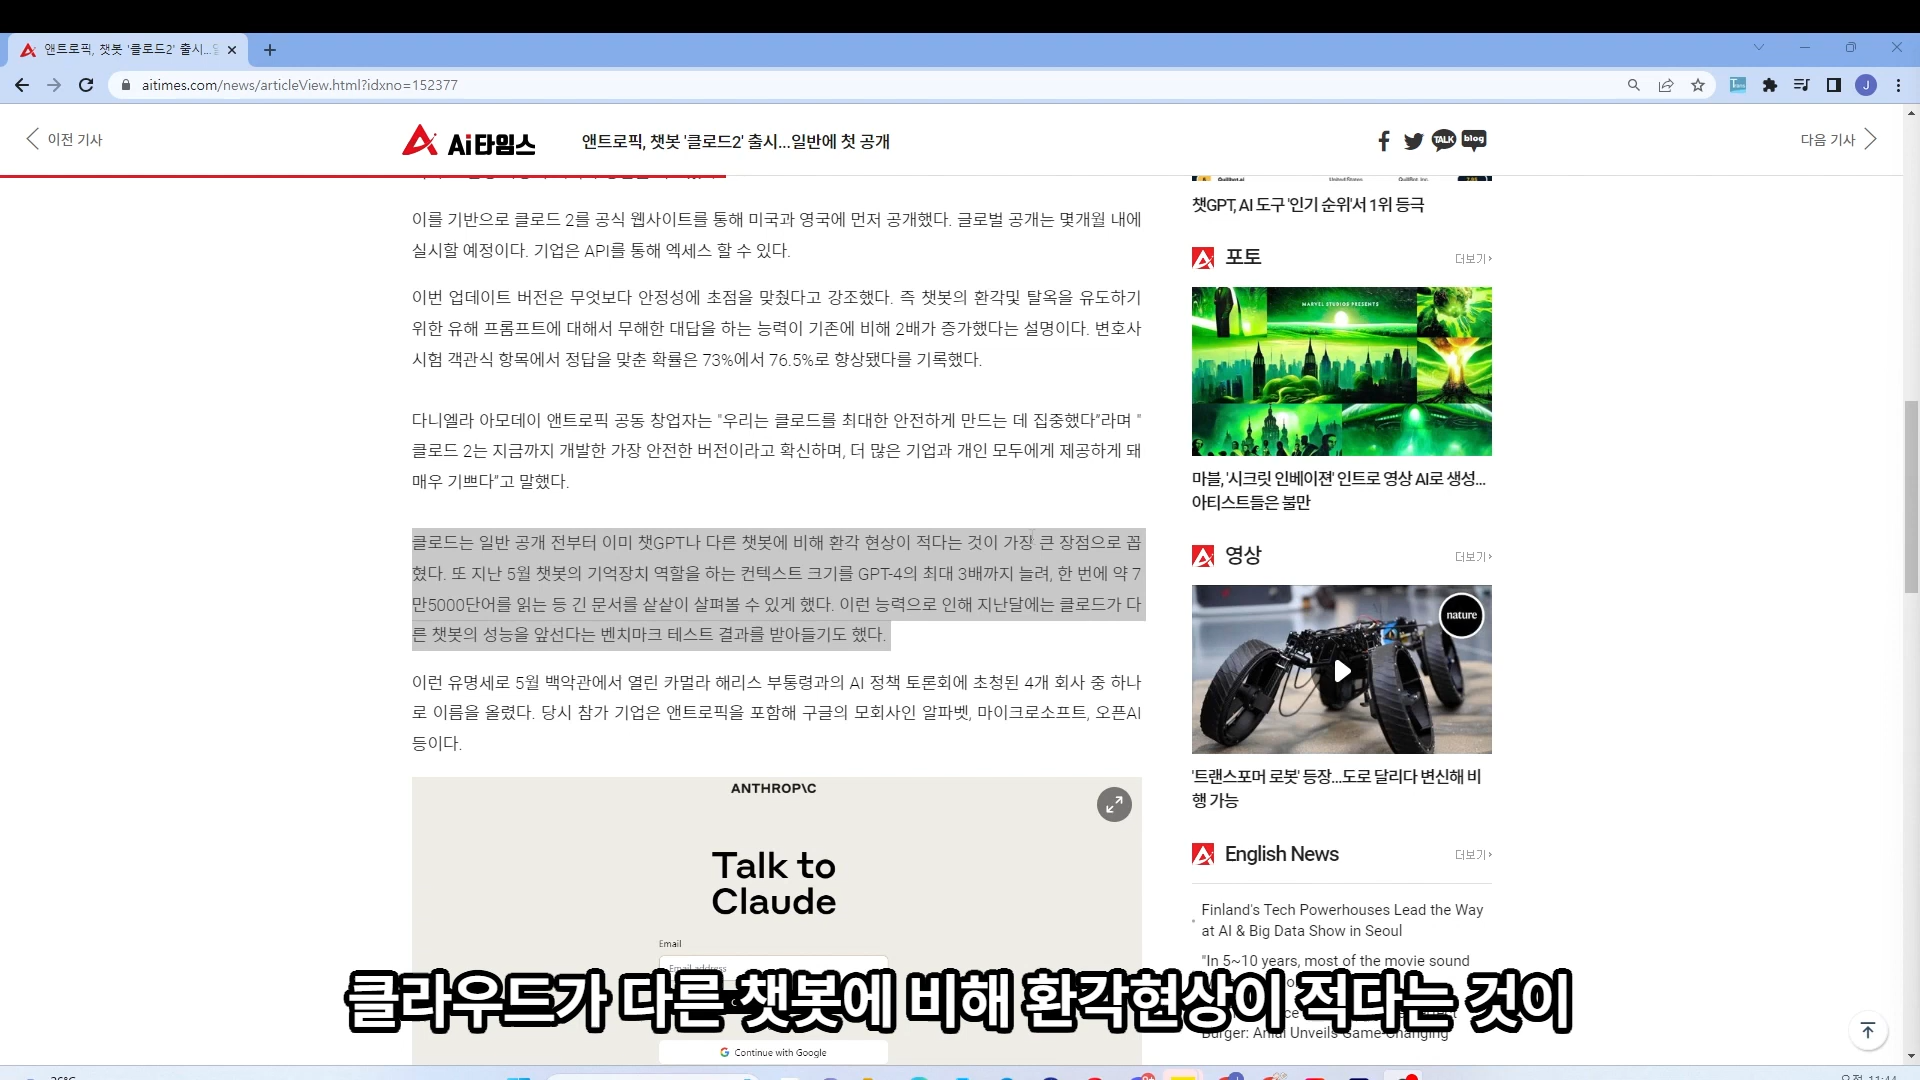 앤트로픽, 챗봇 '클로드2' 출시...일
aitimes.com/news/articleView.html?idxno=152377
J
이전 기사
Ai타임스
앤트로픽, 챗봇 '클로드2' 출시...일반에 첫 공개
TALK
blog
다음 기사
이를 기반으로 클로드 2를 공식 웹사이트를 통해 미국과 영국에 먼저 공개했다. 글로벌 공개는 몇개월 내에
실시할 예정이다. 기업은 API를 통해 엑세스 할 수 있다.
이번 업데이트 버전은 무엇보다 안정성에 초점을 맞췄다고 강조했다. 즉 챗봇의 환각및 탈옥을 유도하기
위한 유해 프롬프트에 대해서 무해한 대답을 하는 능력이 기존에 비해 2배가 증가했다는 설명이다. 변호사
시험 객관식 항목에서 정답을 맞춘 확률은 73%에서 76.5%로 향상됐다를 기록했다.
다니엘라 아모데이 앤트로픽 공동 창업자는 "우리는 클로드를 최대한 안전하게 만드는 데 집중했다”라며 "
클로드 2는 지금까지 개발한 가장 안전한 버전이라고 확신하며, 더 많은 기업과 개인 모두에게 제공하게 돼
매우 기쁘다”고 말했다.
클로드는 일반 공개 전부터 이미 챗GPT나 다른 챗봇에 비해 환각 현상이 적다는 것이 가장 큰 장점으로 꼽
혔다. 또 지난 5월 챗봇의 기억장치 역할을 하는 컨텍스트 크기를 GPT-4의 최대 3배까지 늘려, 한 번에 약 7
만5000단어를 읽는 등 긴 문서를 샅샅이 살펴볼 수 있게 했다. 이런 능력으로 인해 지난달에는 클로드가 다
른 챗봇의 성능을 앞선다는 벤치마크 테스트 결과를 받아들기도 했다.
이런 유명세로 5월 백악관에서 열린 카멀라 해리스 부통령과의 AI 정책 토론회에 초청된 4개 회사 중 하나
로 이름을 올렸다. 당시 참가 기업은 앤트로픽을 포함해 구글의 모회사인 알파벳, 마이크로소프트, 오픈AI
등이다.
ANTHROP\C
Talk to
Claude
Email
Email address
Continue with Google
챗GPT, AI 도구 '인기 순위'서 1위 등극
포토
더보기
MARVEL STUDIOS PRESENTS
마블, '시크릿 인베이젼' 인트로 영상 AI로 생성...
아티스트들은 불만
영상
더보기
nature
'트랜스포머 로봇' 등장...도로 달리다 변신해 비
행 가능
English News
더보기
Finland's Tech Powerhouses Lead the Way
at AI & Big Data Show in Seoul
"In 5~10 years, most of the movie sound
Burger: Anlal Unveils Game-Changing
클라우드가 다른 챗봇에 비해 환각현상이 적다는 것이